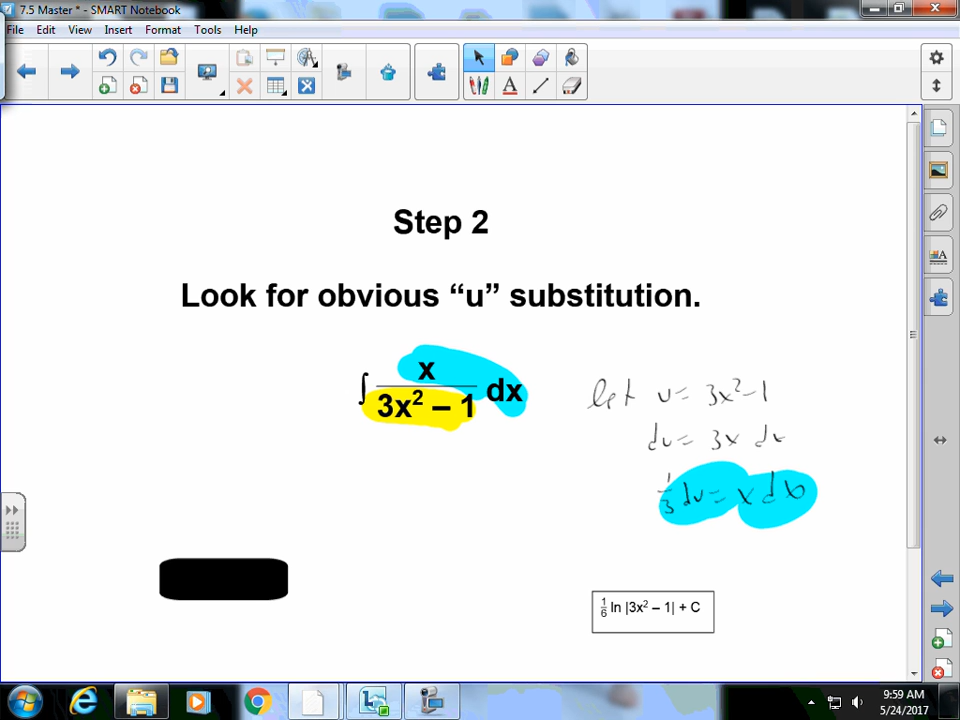 7.5 Master * - SMART Notebook
File Edit View Insert Format Tools Help
Step 2
Look for obvious “u” substitution.
∫ x / 3x² – 1 dx
let u = 3x²-1
du = 3x dx
1/3 du = x dx
1/6 ln |3x² – 1| + C
9:59 AM
5/24/2017